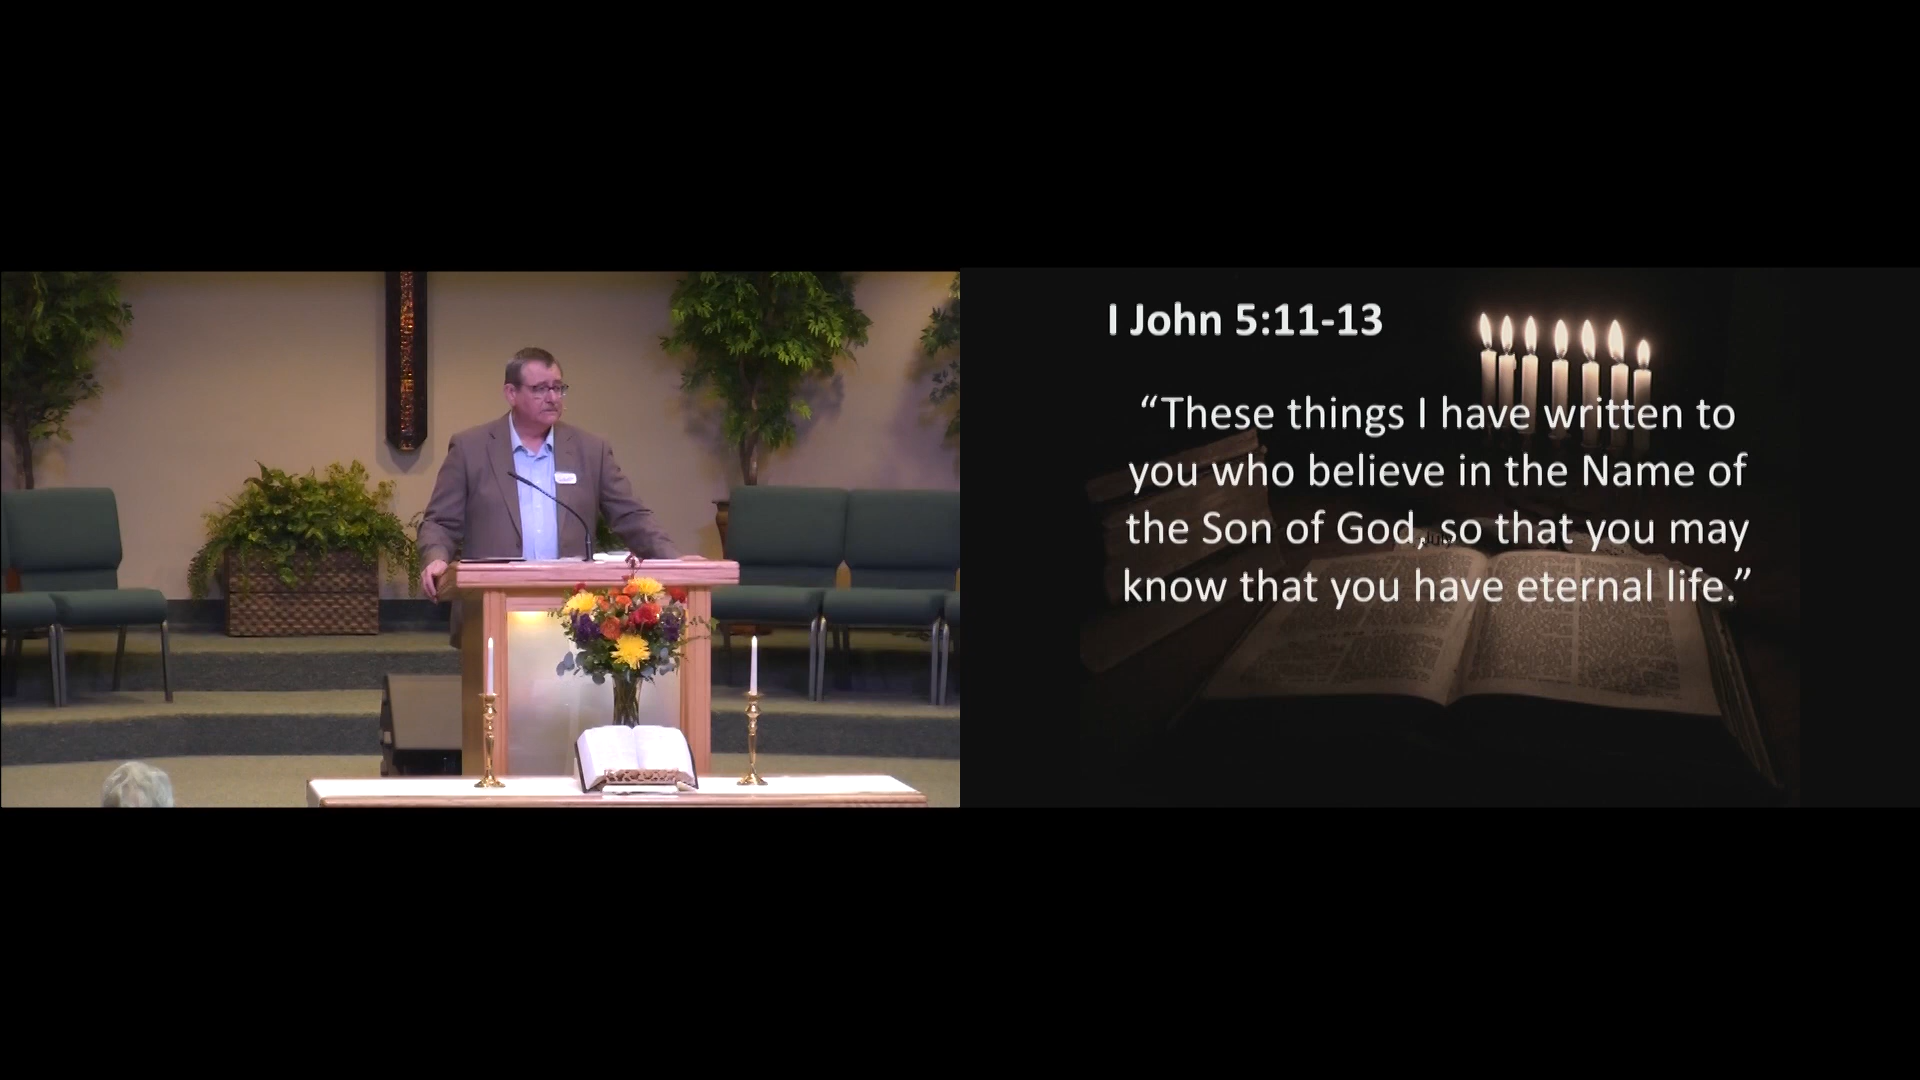 I John 5:11-13
“These things I have written to
you who believe in the Name of
the Son of God, so that you may
know that you have eternal life.”